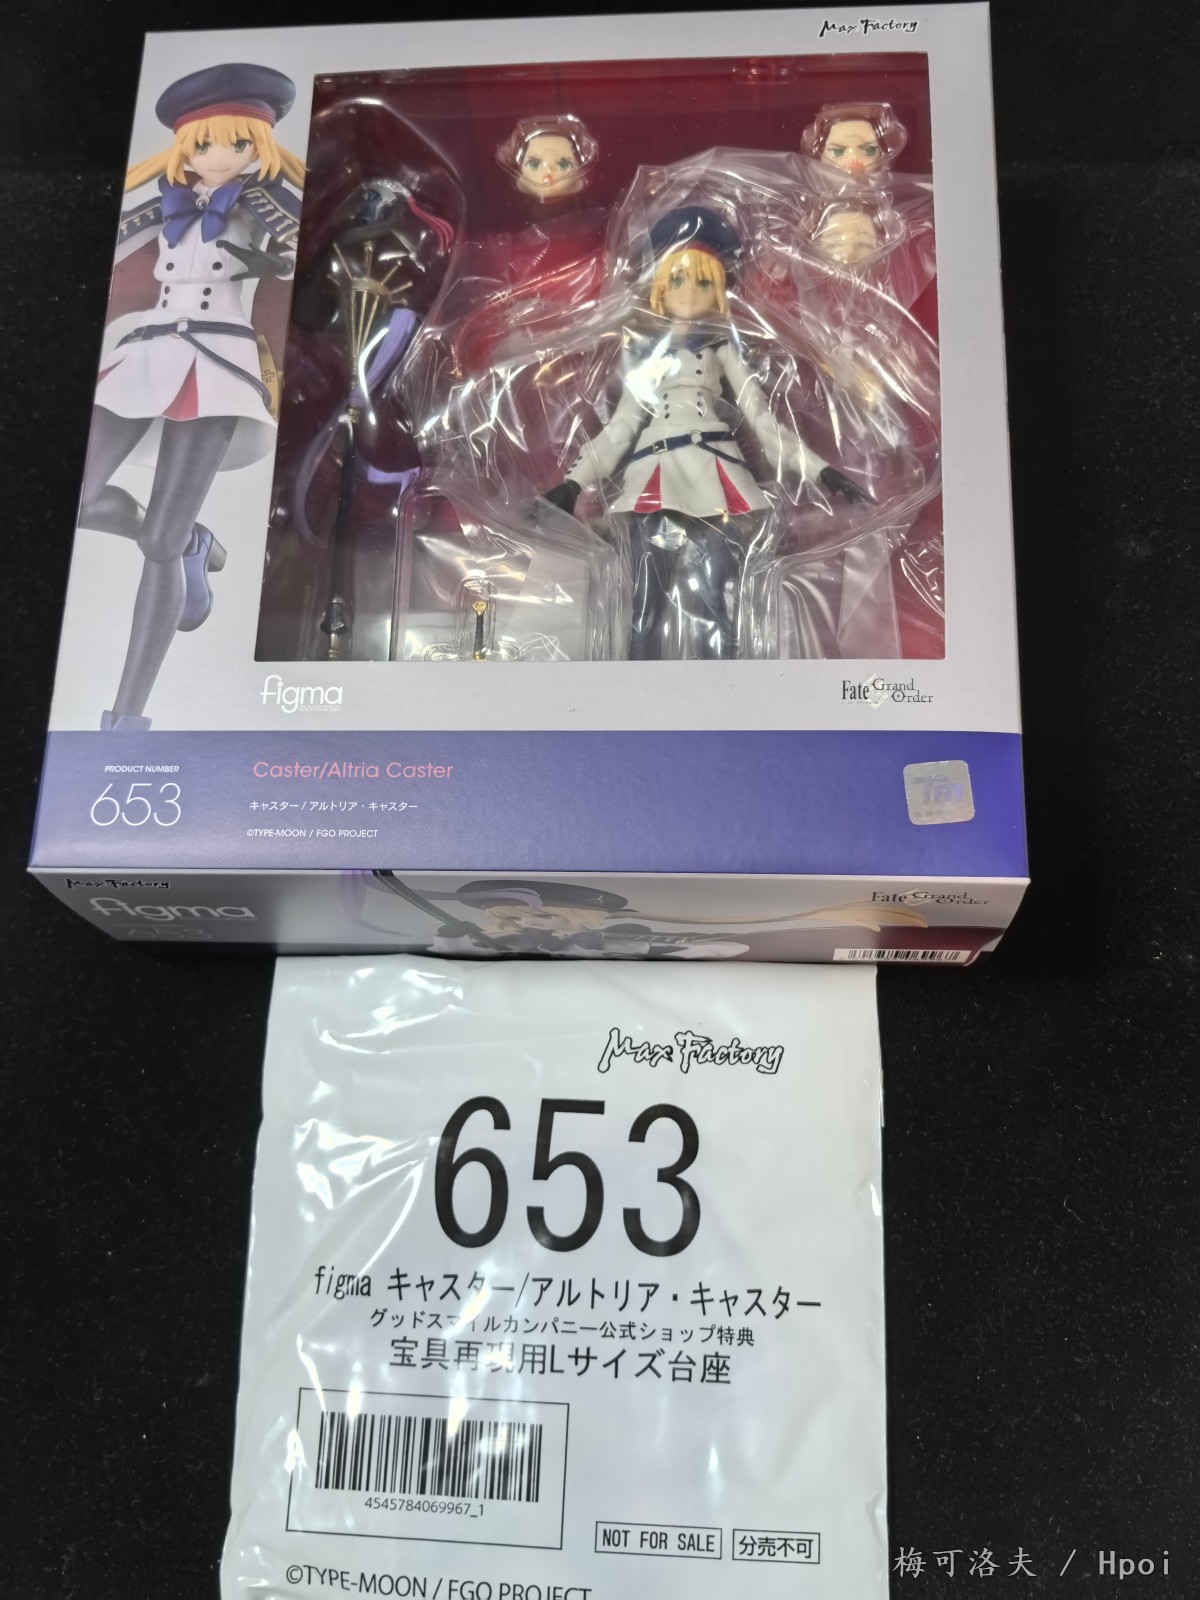 Max Factory
figma
Fate Grand Order
PRODUCT NUMBER
653
Caster/Altria Caster
キャスター/アルトリア・キャスター
©TYPE-MOON / FGO PROJECT
Max Factory
figma
653
Fate Grand Order
Max Factory
653
figma キャスター/アルトリア・キャスター
グッドスマイルカンパニー公式ショップ特典
宝具再現用Lサイズ台座
4545784069967_1
NOT FOR SALE
分売不可
©TYPE-MOON / FGO PROJECT
梅可洛夫 / Hpoi